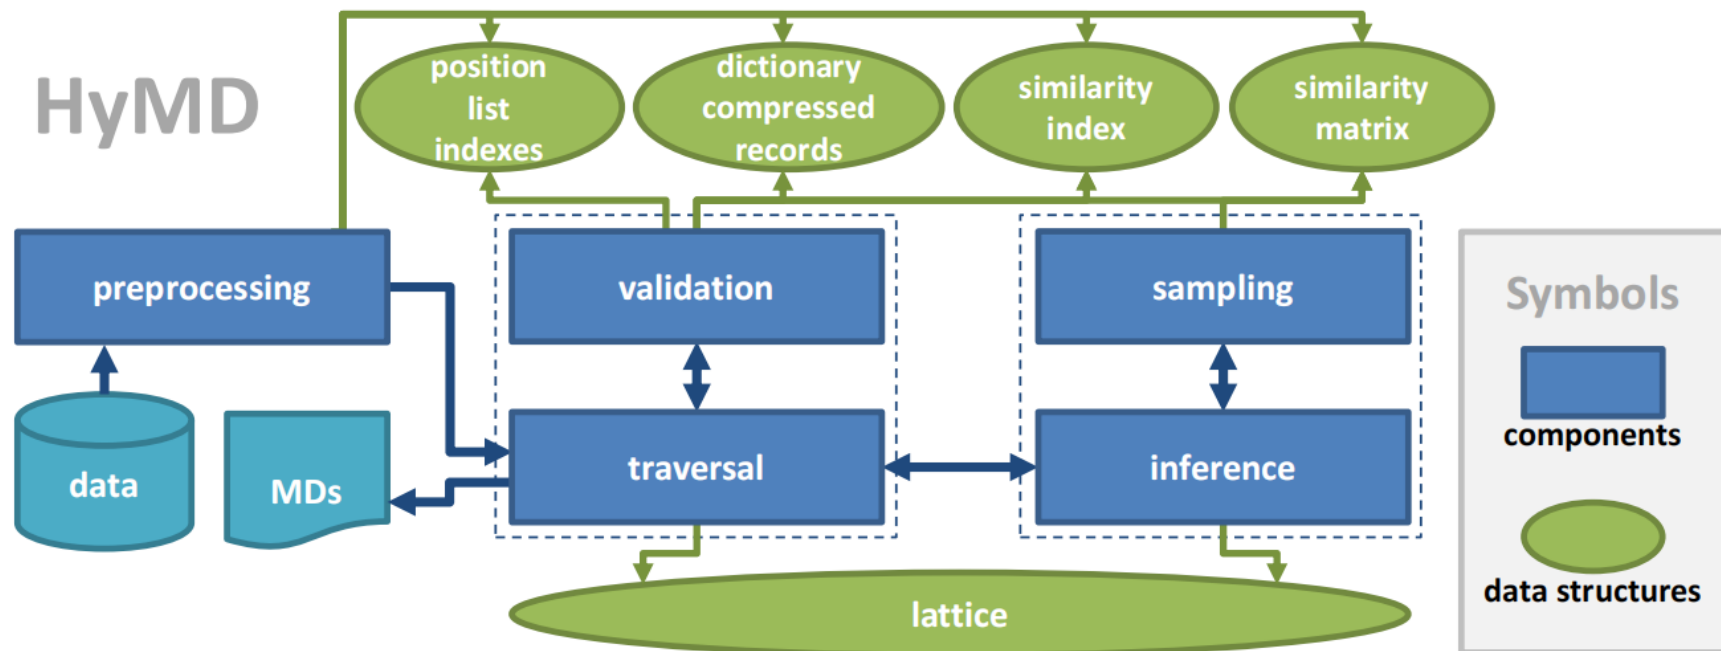 HyMD
position
list
indexes
dictionary
compressed
records
similarity
index
similarity
matrix
preprocessing
validation
sampling
data
MDs
traversal
inference
lattice
Symbols
components
data structures